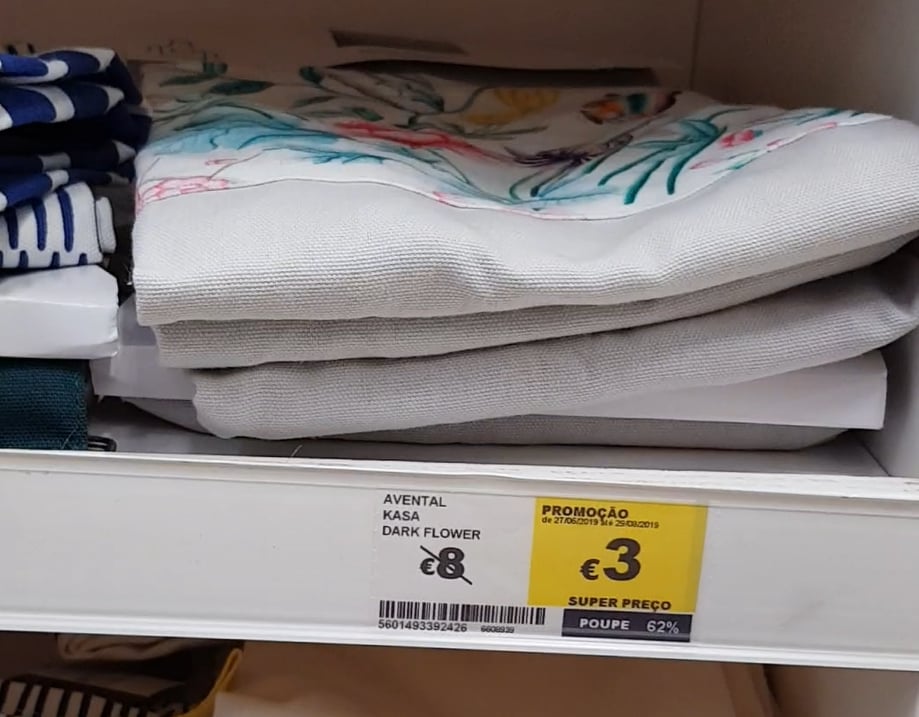 AVENTAL
KASA
DARK FLOWER
€8
5601493392426 6608939
PROMOÇÃO
de 27/06/2019 até 29/08/2019
€3
SUPER PREÇO
POUPE 62%